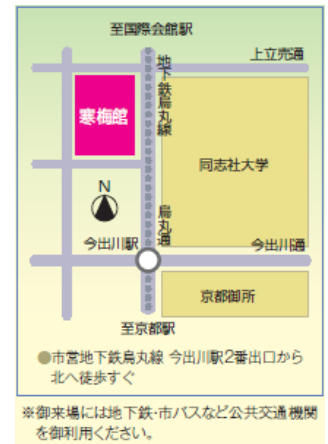 至国際会館駅
上立売通
地下鉄烏丸線
寒梅館
同志社大学
N
烏丸通
今出川駅
今出川通
京都御所
至京都駅
●市営地下鉄烏丸線 今出川駅2番出口から
北へ徒歩すぐ
※御来場には地下鉄・市バスなど公共交通機関
を御利用ください。